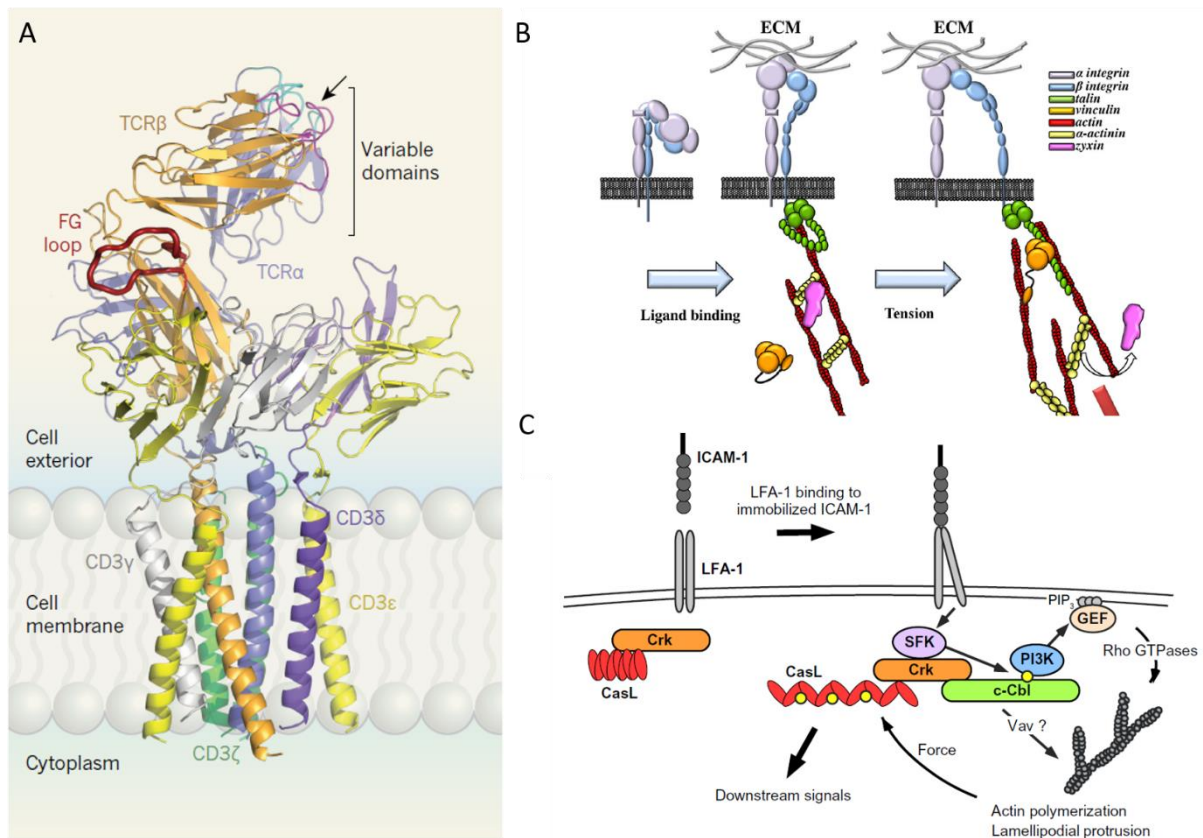 A
TCRβ
Variable
domains
FG
loop
TCRα
Cell
exterior
CD3δ
CD3γ
CD3ε
Cell
membrane
CD3ζ
Cytoplasm
B
ECM
ECM
α integrin
β integrin
talin
vinculin
actin
α-actinin
zyxin
Ligand binding
Tension
C
ICAM-1
LFA-1 binding to
immobilized ICAM-1
LFA-1
PIP3
GEF
Crk
CasL
SFK
PI3K
Rho GTPases
Crk
CasL
c-Cbl
Vav ?
Force
Downstream signals
Actin polymerization
Lamellipodial protrusion